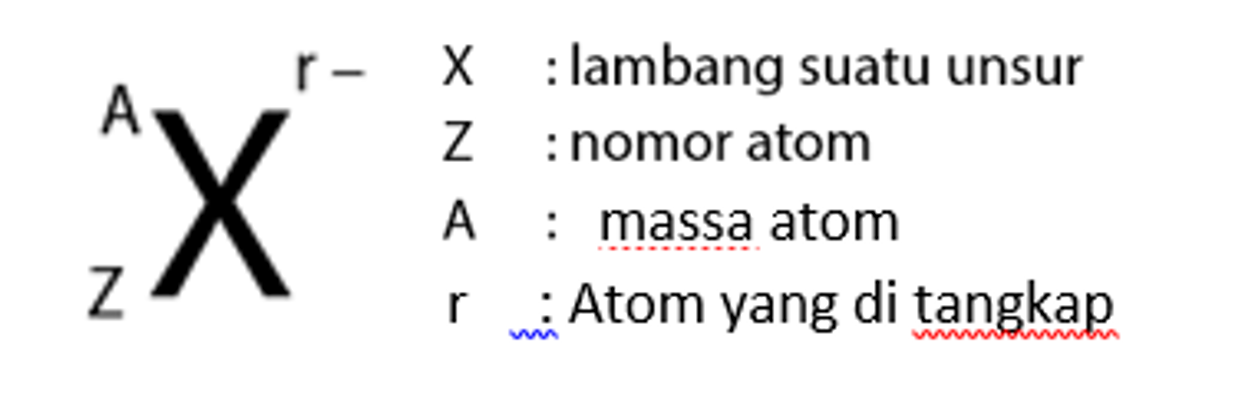 A X r –
Z
X : lambang suatu unsur
Z : nomor atom
A : massa atom
r : Atom yang di tangkap